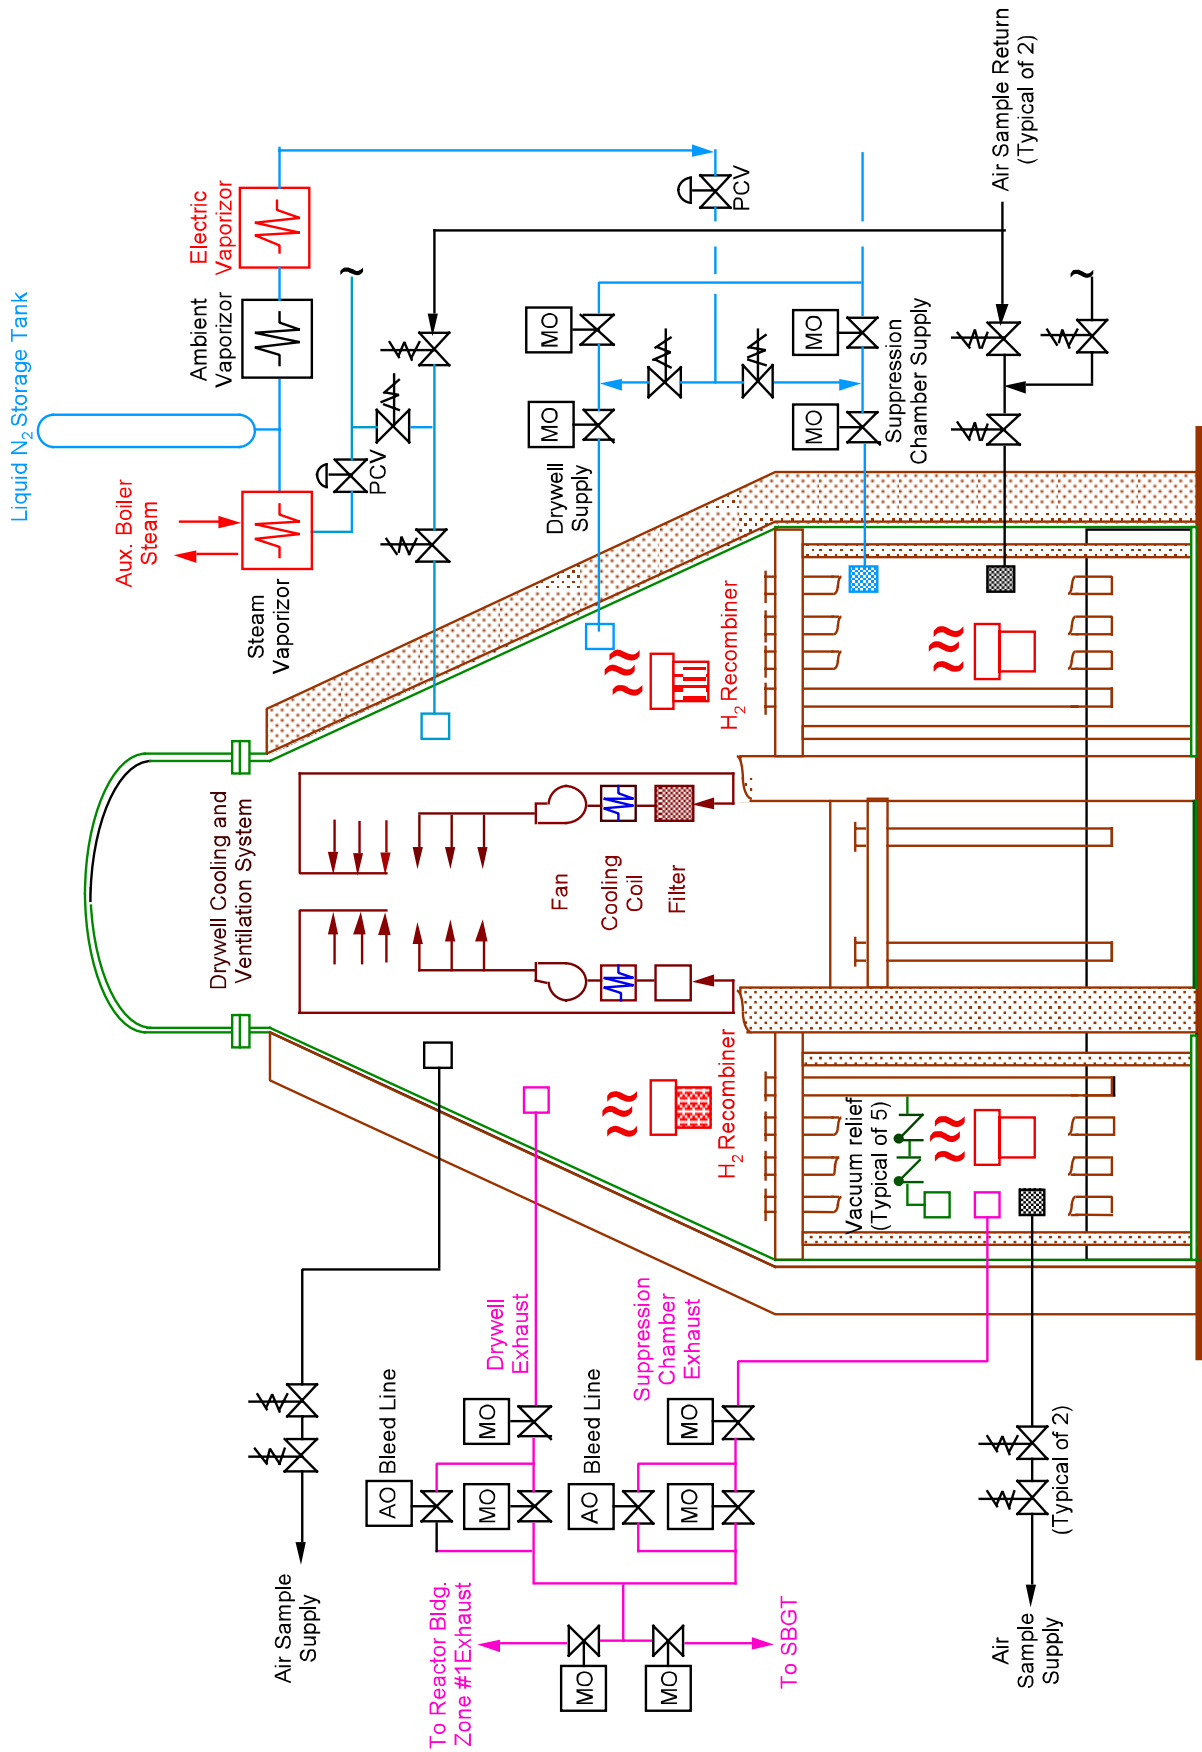 Liquid N2 Storage Tank
Aux. Boiler
Steam
Steam
Vaporizor
Ambient
Vaporizor
Electric
Vaporizor
PCV
PCV
MO
MO
Drywell
Supply
MO
MO
Suppression
Chamber Supply
Air Sample Return
(Typical of 2)
Drywell Cooling and
Ventilation System
Fan
Cooling
Coil
Filter
H2 Recombiner
H2 Recombiner
Vacuum relief
(Typical of 5)
Air Sample
Supply
Drywell
Exhaust
Bleed Line
AO
MO
MO
Suppression
Chamber
Exhaust
Bleed Line
AO
MO
MO
To Reactor Bldg.
Zone #1Exhaust
MO
MO
To SBGT
(Typical of 2)
Air
Sample
Supply